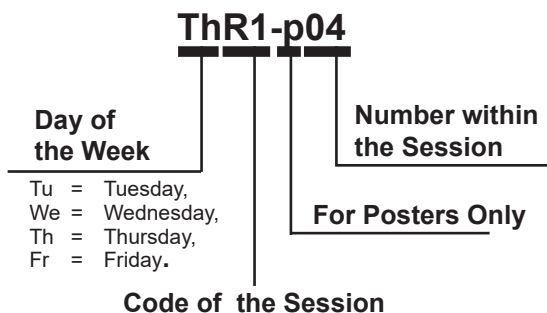 ThR1-p04
Day of
the Week
Tu = Tuesday,
We = Wednesday,
Th = Thursday,
Fr = Friday.
Number within
the Session
For Posters Only
Code of the Session